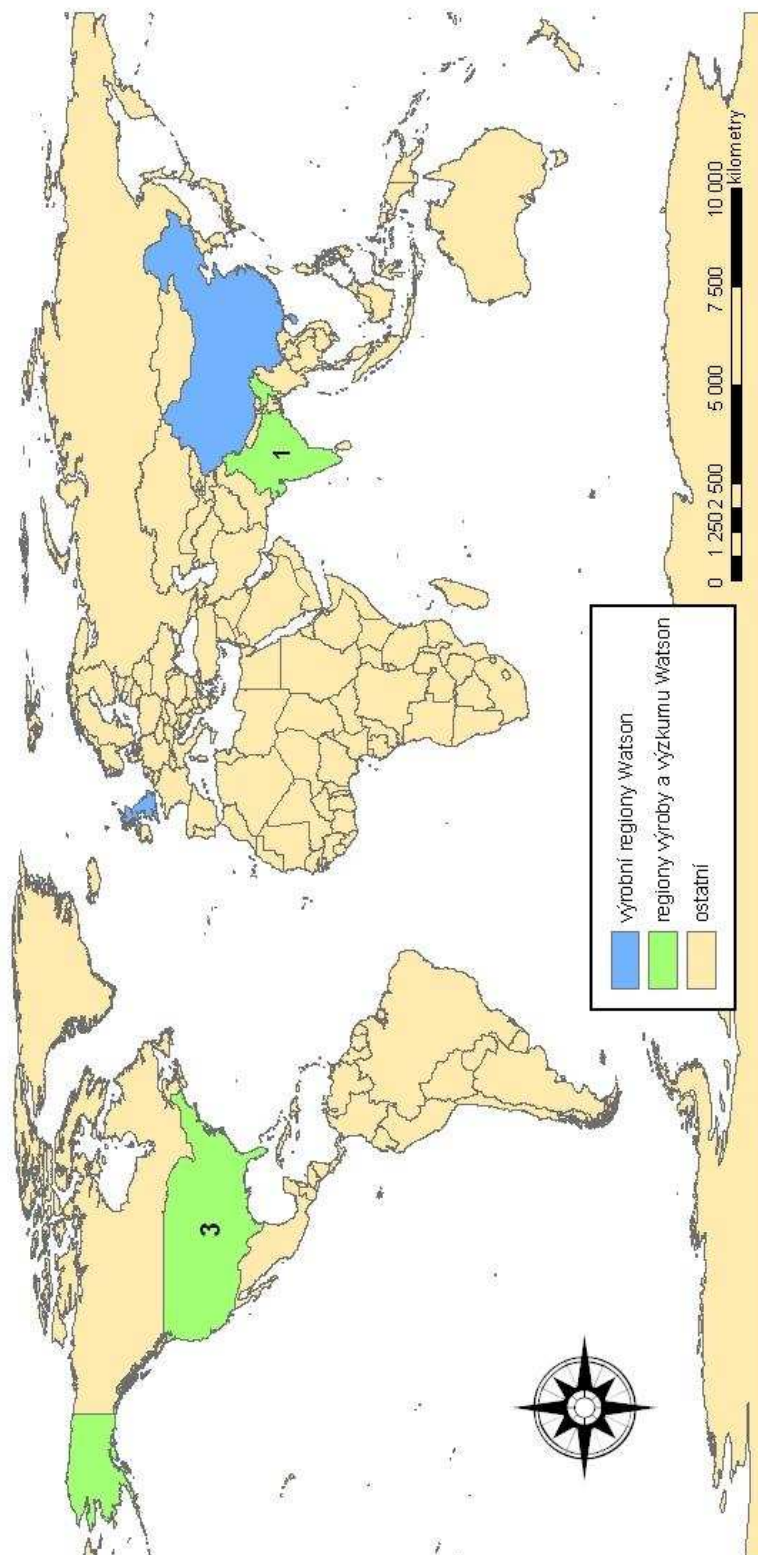 3
1
výrobní regiony Watson
regiony výroby a výzkumu Watson
ostatní
0 1 250 2 500 5 000 7 500 10 000
kilometry